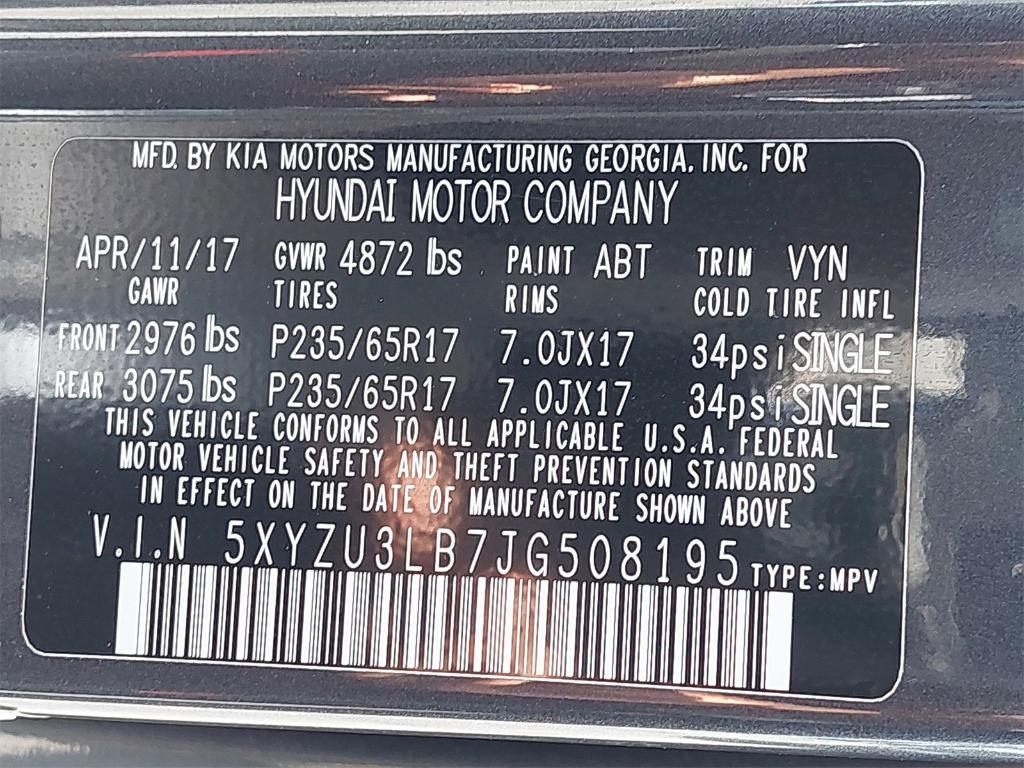 MFD. BY KIA MOTORS MANUFACTURING GEORGIA, INC. FOR
HYUNDAI MOTOR COMPANY
APR/11/17 GVWR 4872 lbs PAINT ABT TRIM VYN
GAWR TIRES RIMS COLD TIRE INFL
FRONT 2976 lbs P235/65R17 7.0JX17 34psi SINGLE
REAR 3075 lbs P235/65R17 7.0JX17 34psi SINGLE
THIS VEHICLE CONFORMS TO ALL APPLICABLE U.S.A. FEDERAL
MOTOR VEHICLE SAFETY AND THEFT PREVENTION STANDARDS
IN EFFECT ON THE DATE OF MANUFACTURE SHOWN ABOVE
V.I.N 5XYZU3LB7JG508195 TYPE:MPV